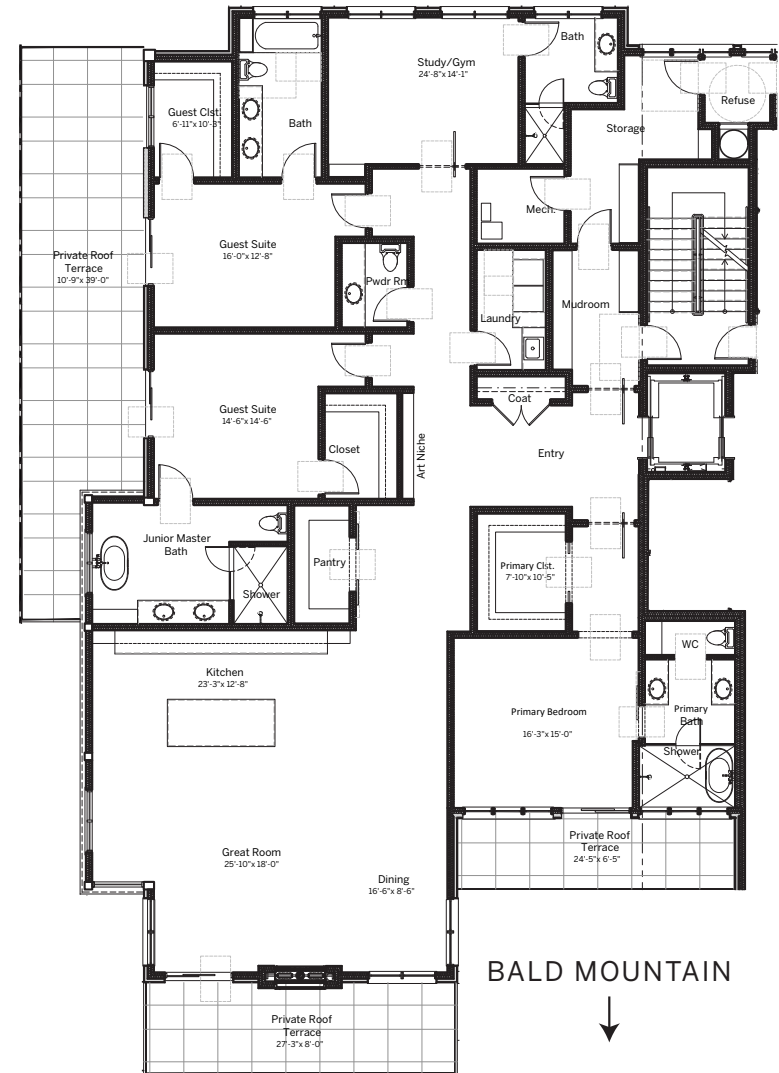 Bath
Study/Gym
24'-8"x 14'-1"
Refuse
Guest Clst.
6'-11"x 10'-3"
Bath
Storage
Mech.
Guest Suite
16'-0"x 12'-8"
Private Roof
Terrace
10'-9"x 39'-0"
Pwdr Rm
Mudroom
Laundry
Coat
Guest Suite
14'-6"x 14'-6"
Closet
Art Niche
Entry
Junior Master
Bath
Pantry
Primary Clst.
7'-10"x 10'-5"
Shower
WC
Kitchen
23'-3"x 12'-8"
Primary Bedroom
16'-3"x 15'-0"
Primary
Bath
Shower
Great Room
25'-10"x 18'-0"
Private Roof
Terrace
24'-5"x 6'-5"
Dining
16'-6"x 8'-6"
BALD MOUNTAIN
Private Roof
Terrace
27'-3"x 8'-0"